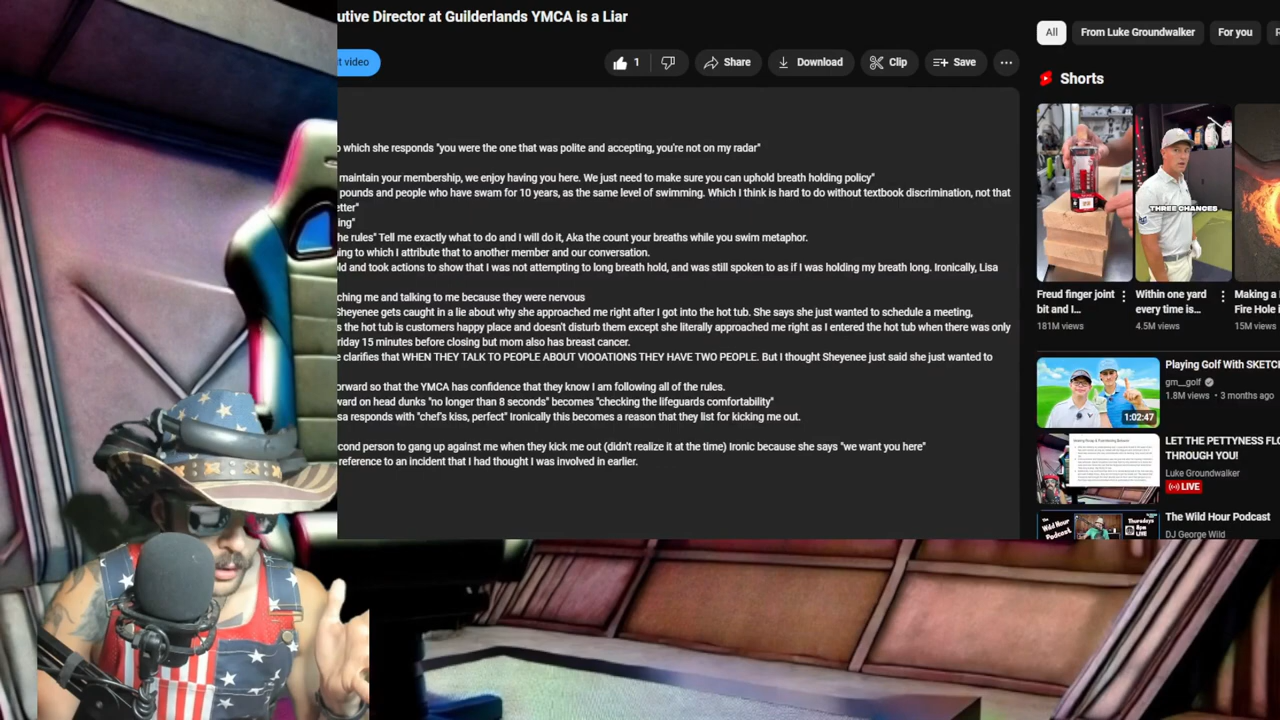 utive Director at Guilderlands YMCA is a Liar
t video
1
Share
Download
Clip
Save
o which she responds "you were the one that was polite and accepting, you're not on my radar"
maintain your membership, we enjoy having you here. We just need to make sure you can uphold breath holding policy"
pounds and people who have swam for 10 years, as the same level of swimming. Which I think is hard to do without textbook discrimination, not that
etter"
ing"
he rules" Tell me exactly what to do and I will do it, Aka the count your breaths while you swim metaphor.
ing to which I attribute that to another member and our conversation.
ld and took actions to show that I was not attempting to long breath hold, and was still spoken to as if I was holding my breath long. Ironically, Lisa
ching me and talking to me because they were nervous
Sheyenee gets caught in a lie about why she approached me right after I got into the hot tub. She says she just wanted to schedule a meeting,
s the hot tub is customers happy place and doesn't disturb them except she literally approached me right as I entered the hot tub when there was only
riday 15 minutes before closing but mom also has breast cancer.
e clarifies that WHEN THEY TALK TO PEOPLE ABOUT VIOOATIONS THEY HAVE TWO PEOPLE. But I thought Sheyenee just said she just wanted to
orward so that the YMCA has confidence that they know I am following all of the rules.
ward on head dunks "no longer than 8 seconds" becomes "checking the lifeguards comfortability"
sa responds with "chef's kiss, perfect" Ironically this becomes a reason that they list for kicking me out.
ond person to gang up against me when they kick me out (didn't realize it at the time) Ironic because she says "we want you here"
but I had thought I was involved in earlier.
All
From Luke Groundwalker
For you
Shorts
THREE CHANCES
Freud finger joint
bit and I...
181M views
Within one yard
every time is...
4.5M views
Making a
Fire Hole i
15M views
1:02:47
Playing Golf With SKETC
gm__golf
1.8M views • 3 months ago
LET THE PETTYNESS FL
THROUGH YOU!
Luke Groundwalker
LIVE
The Wild Hour Podcast
DJ George Wild